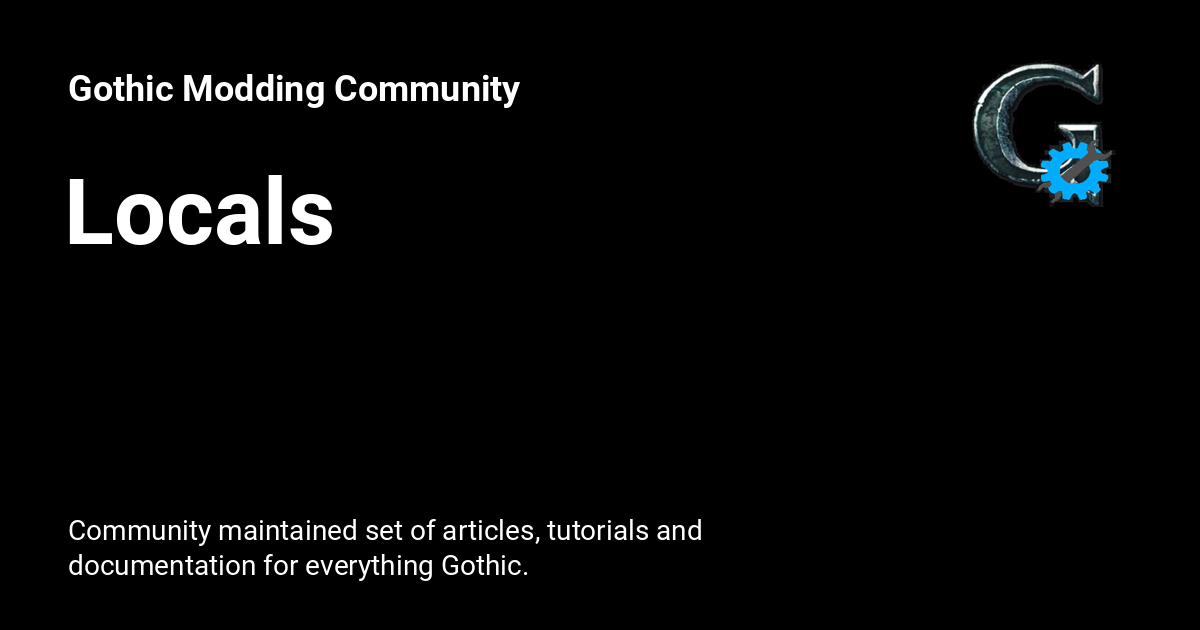 Gothic Modding Community
Locals
Community maintained set of articles, tutorials and
documentation for everything Gothic.